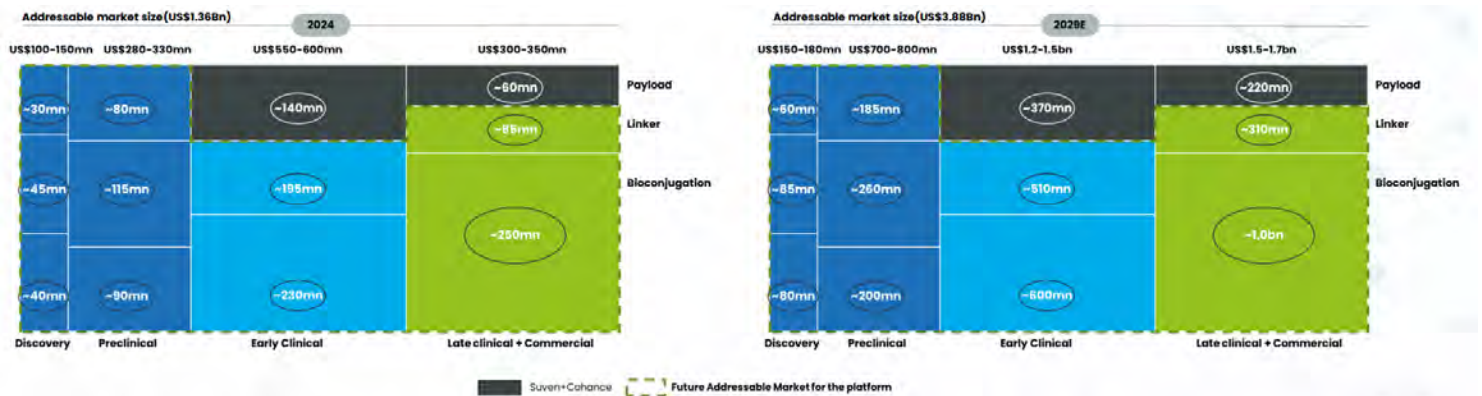 Addressable market size(US$1.36Bn)
2024
US$100-150mn US$280-330mn US$550-600mn US$300-350mn
~30mn ~80mn ~140mn ~60mn Payload
~85mn Linker
~45mn ~115mn ~195mn Bioconjugation
~250mn
~40mn ~90mn ~230mn
Discovery Preclinical Early Clinical Late clinical + Commercial
Addressable market size(US$3.88Bn)
2029E
US$150-180mn US$700-800mn US$1.2-1.5bn US$1.5-1.7bn
~60mn ~185mn ~370mn ~220mn Payload
~310mn Linker
~85mn ~260mn ~510mn Bioconjugation
~1.0bn
~80mn ~200mn ~600mn
Discovery Preclinical Early Clinical Late clinical + Commercial
Suven+Cohance Future Addressable Market for the platform